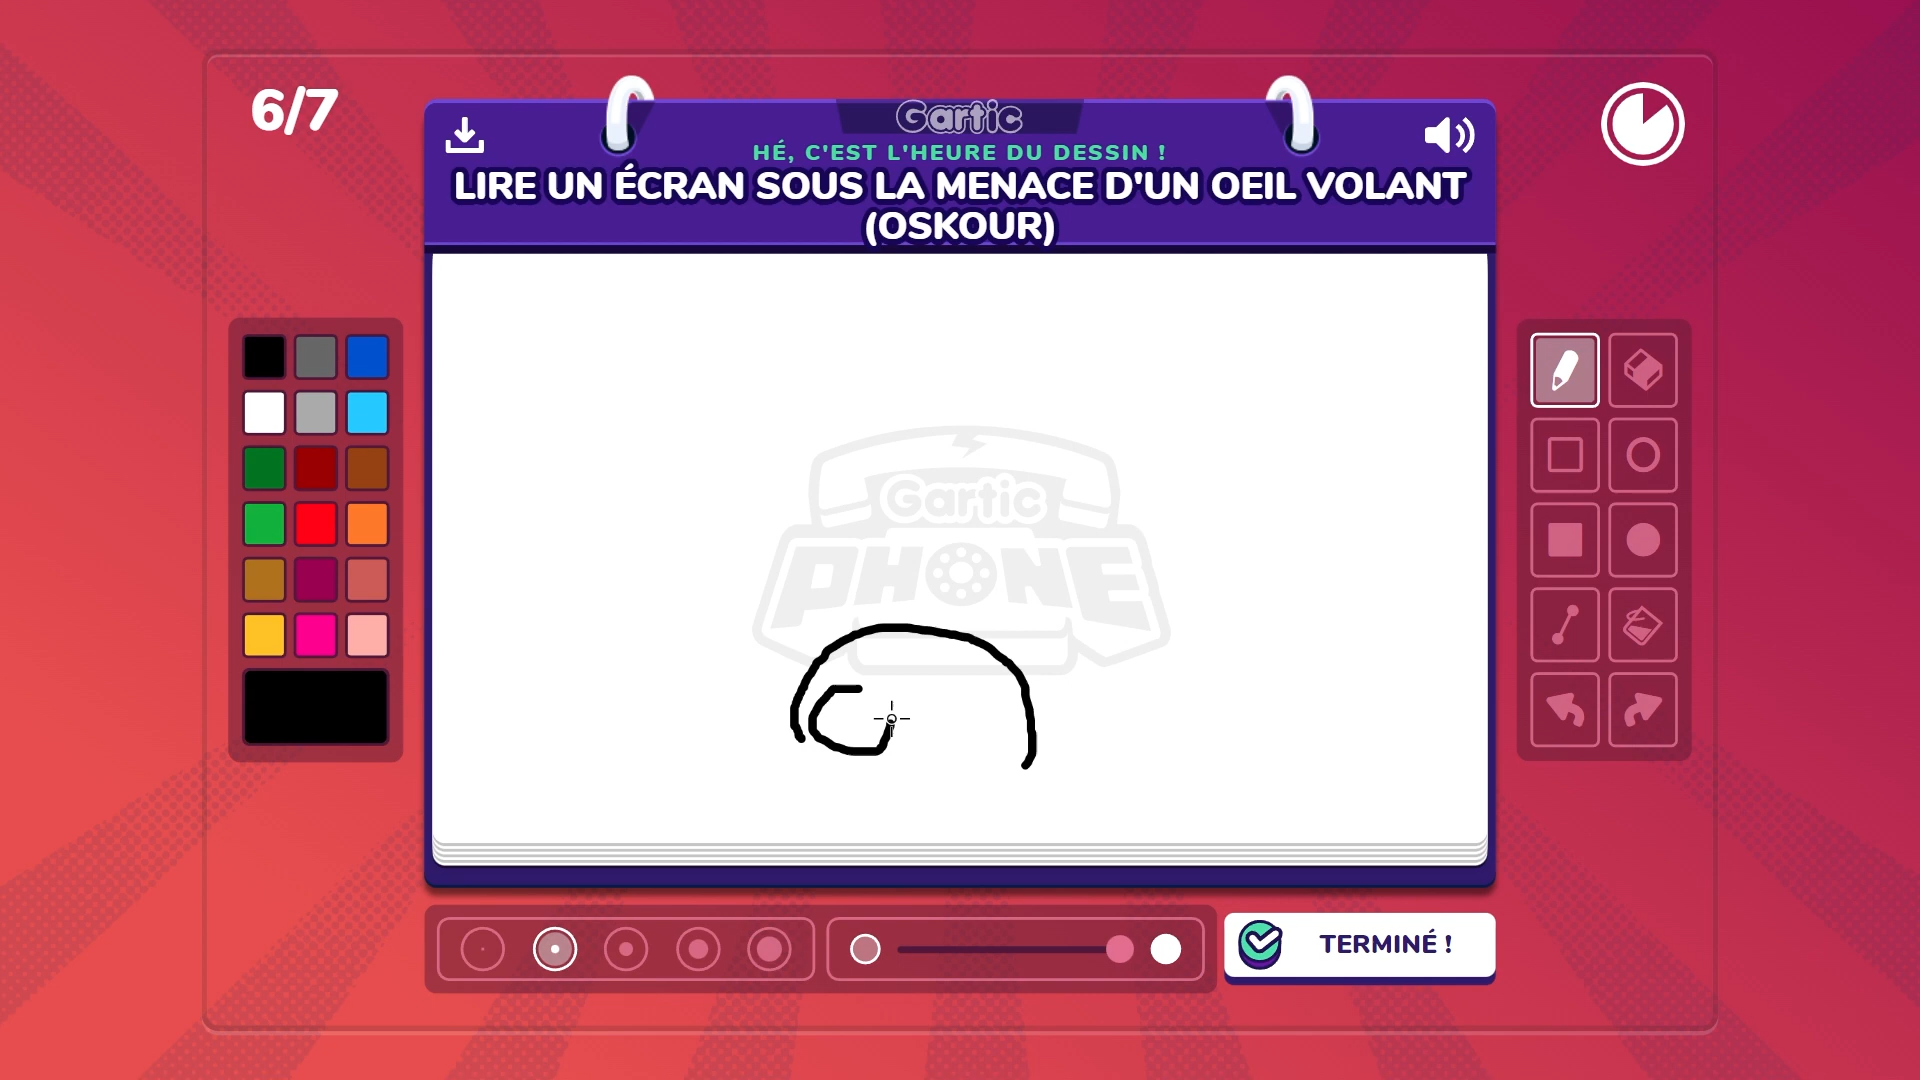 6/7
Gartic
HÉ, C'EST L'HEURE DU DESSIN !
LIRE UN ÉCRAN SOUS LA MENACE D'UN OEIL VOLANT
(OSKOUR)
Gartic
PHONE
TERMINÉ !